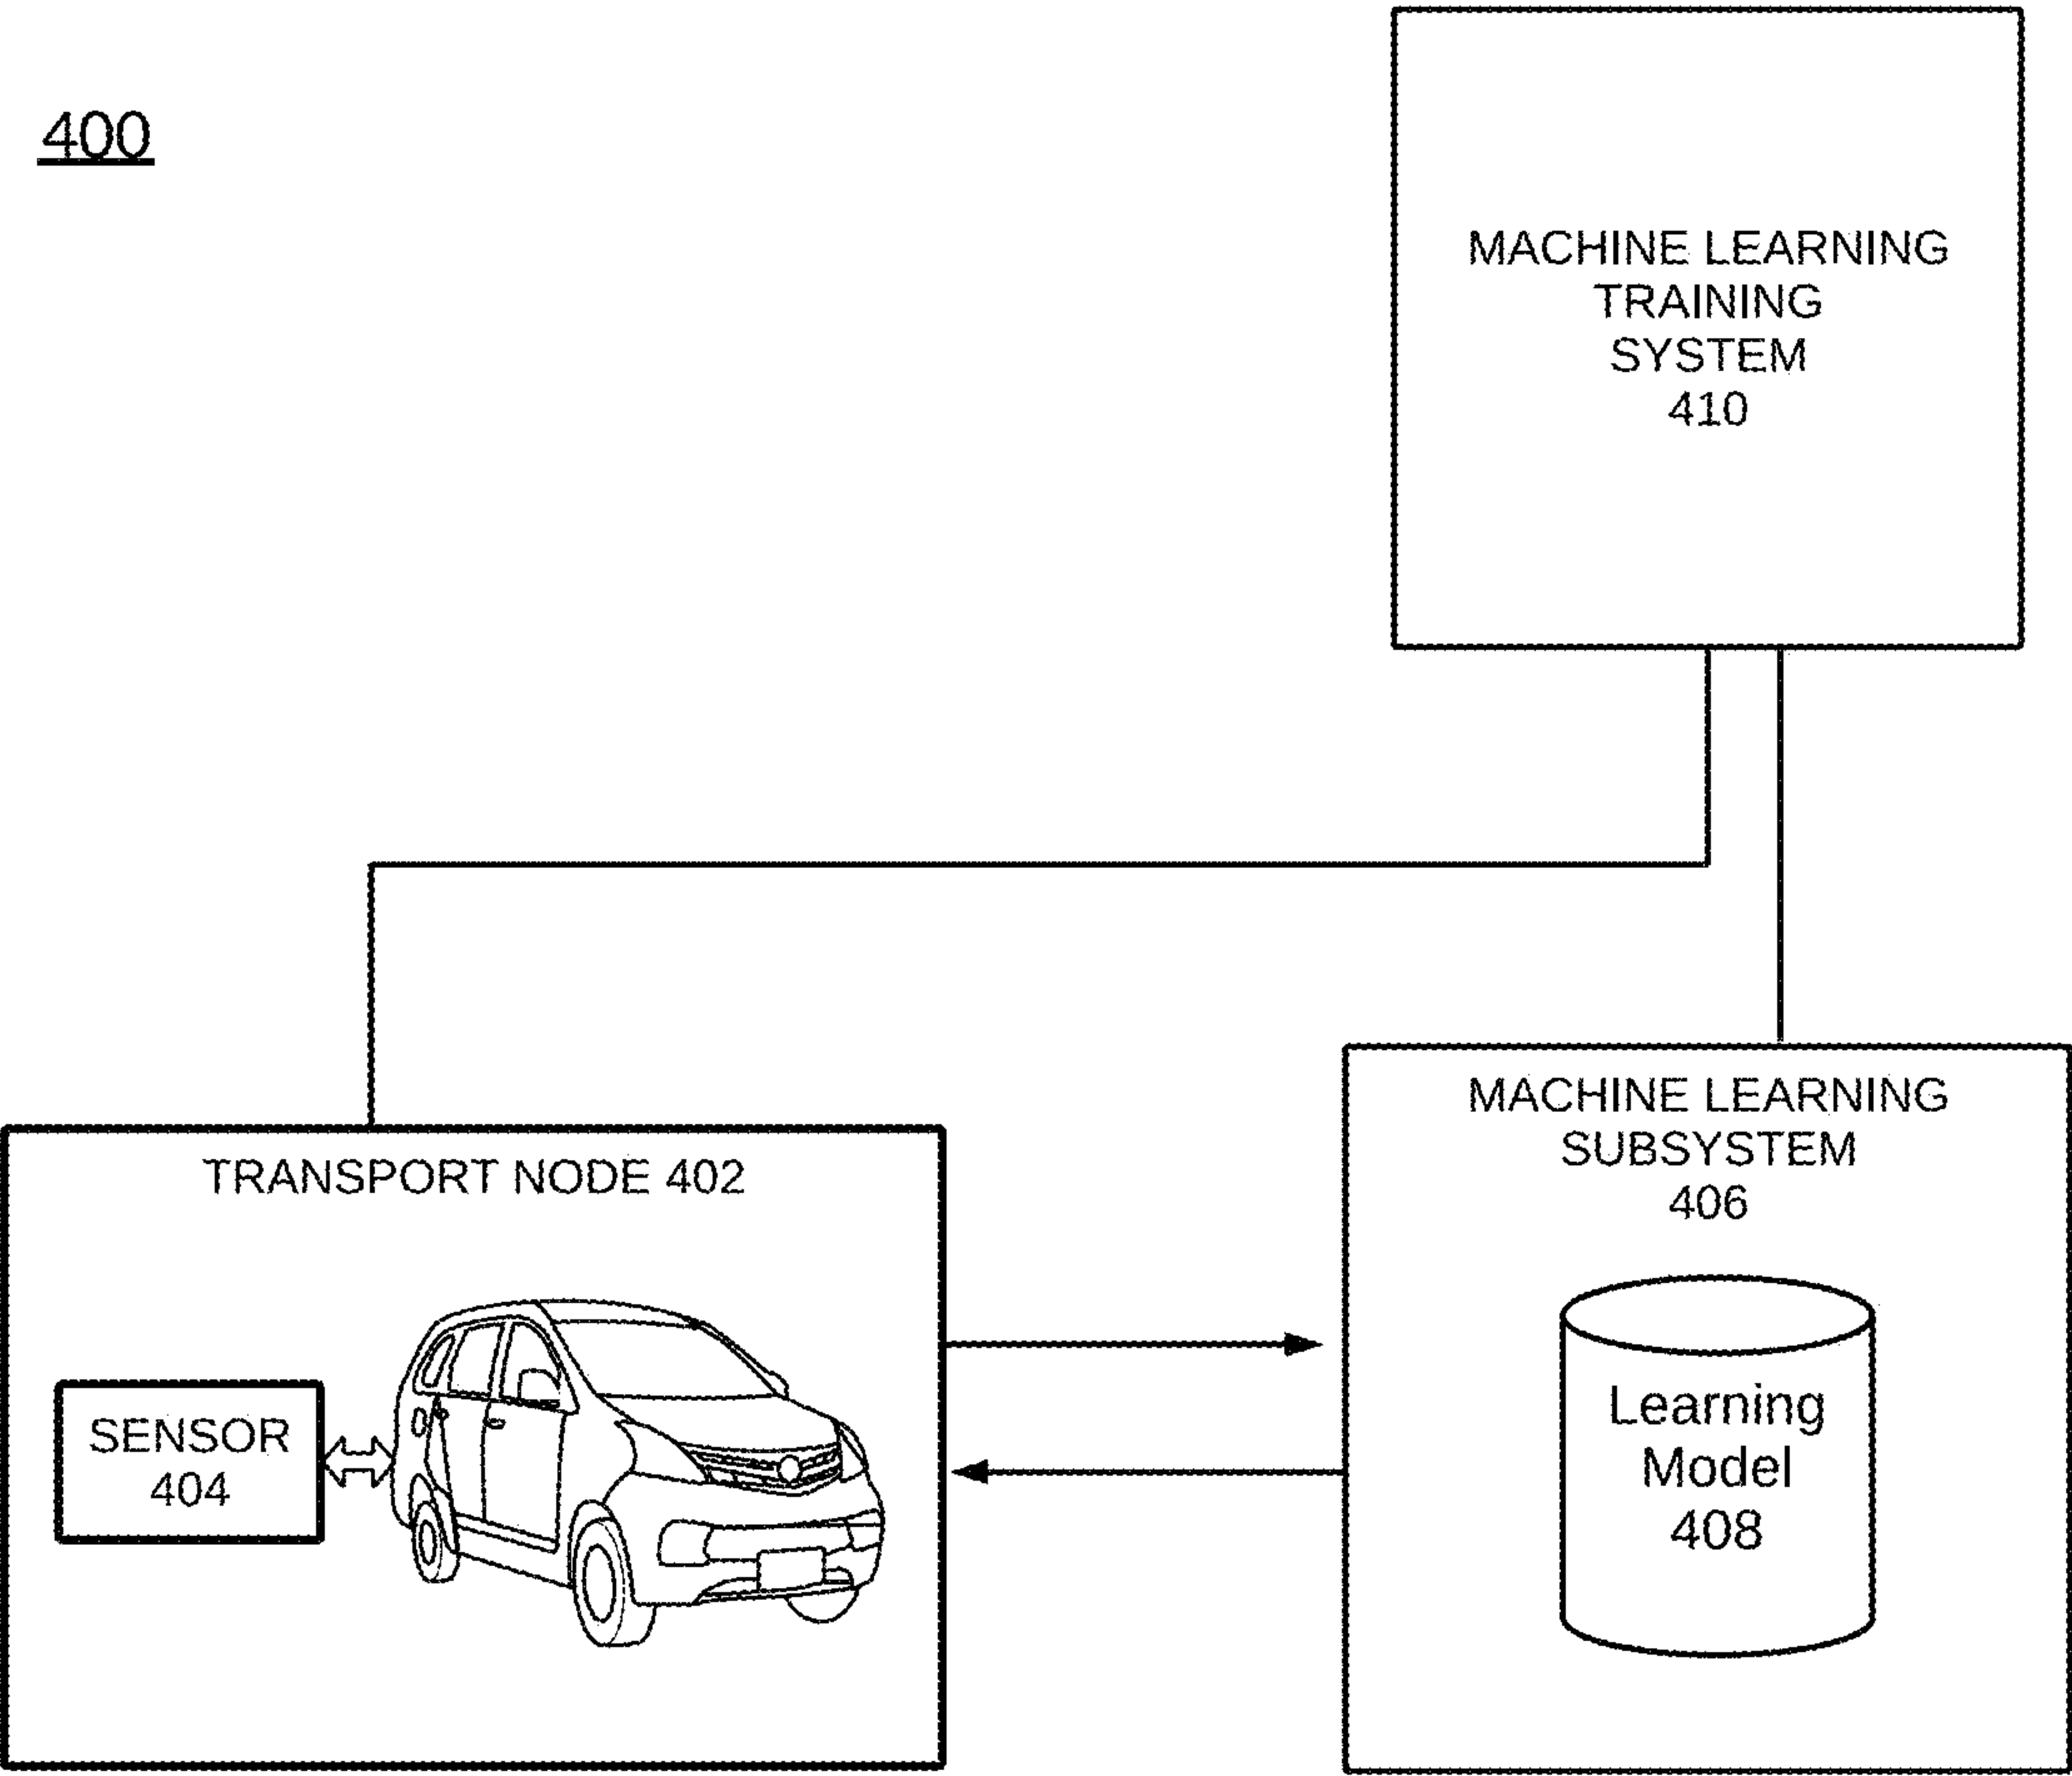 400
MACHINE LEARNING
TRAINING
SYSTEM
410
TRANSPORT NODE 402
SENSOR
404
MACHINE LEARNING
SUBSYSTEM
406
Learning
Model
408